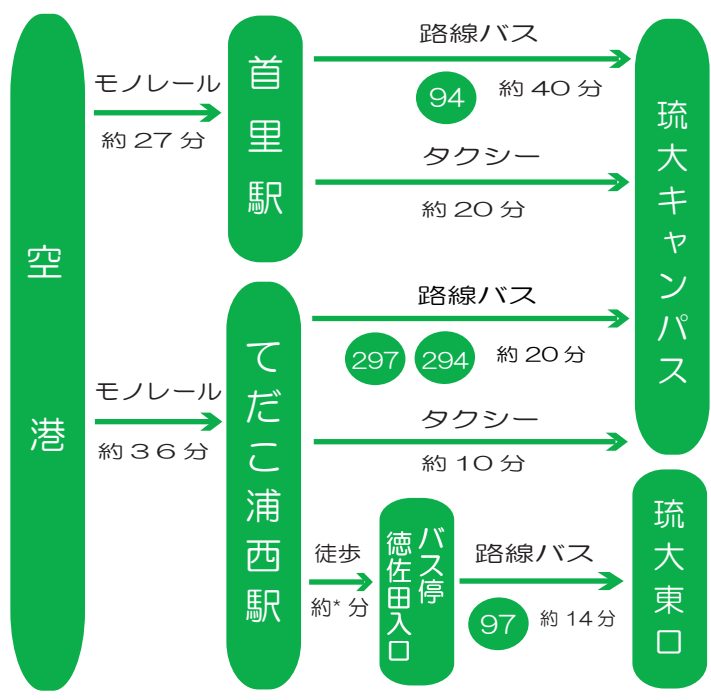 空港
モノレール
約27分
首里駅
路線バス
94 約40分
タクシー
約20分
琉大キャンパス
モノレール
約36分
てだこ浦西駅
路線バス
297 294 約20分
タクシー
約10分
徒歩
約*分
バス停
徳佐田入口
路線バス
97 約14分
琉大東口